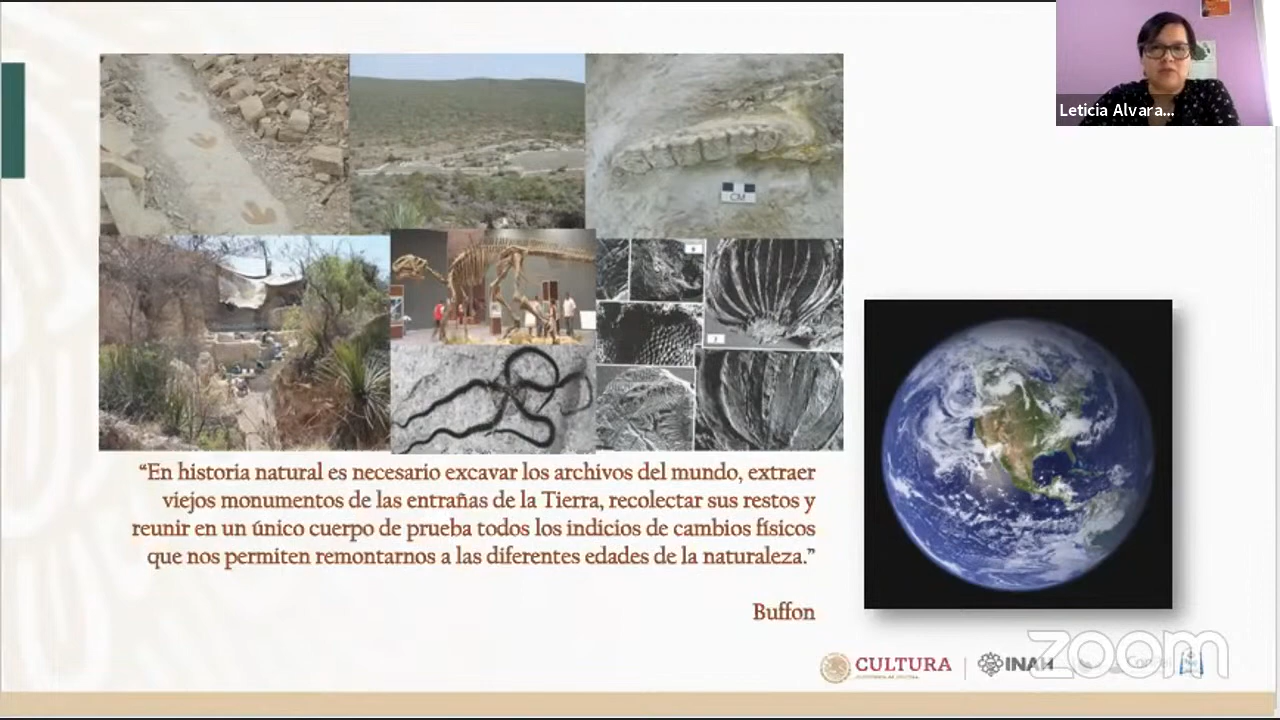 Leticia Alvara...
CM
“En historia natural es necesario excavar los archivos del mundo, extraer
viejos monumentos de las entrañas de la Tierra, recolectar sus restos y
reunir en un único cuerpo de prueba todos los indicios de cambios físicos
que nos permiten remontarnos a las diferentes edades de la naturaleza.”
Buffon
CULTURA
INAH
zoom